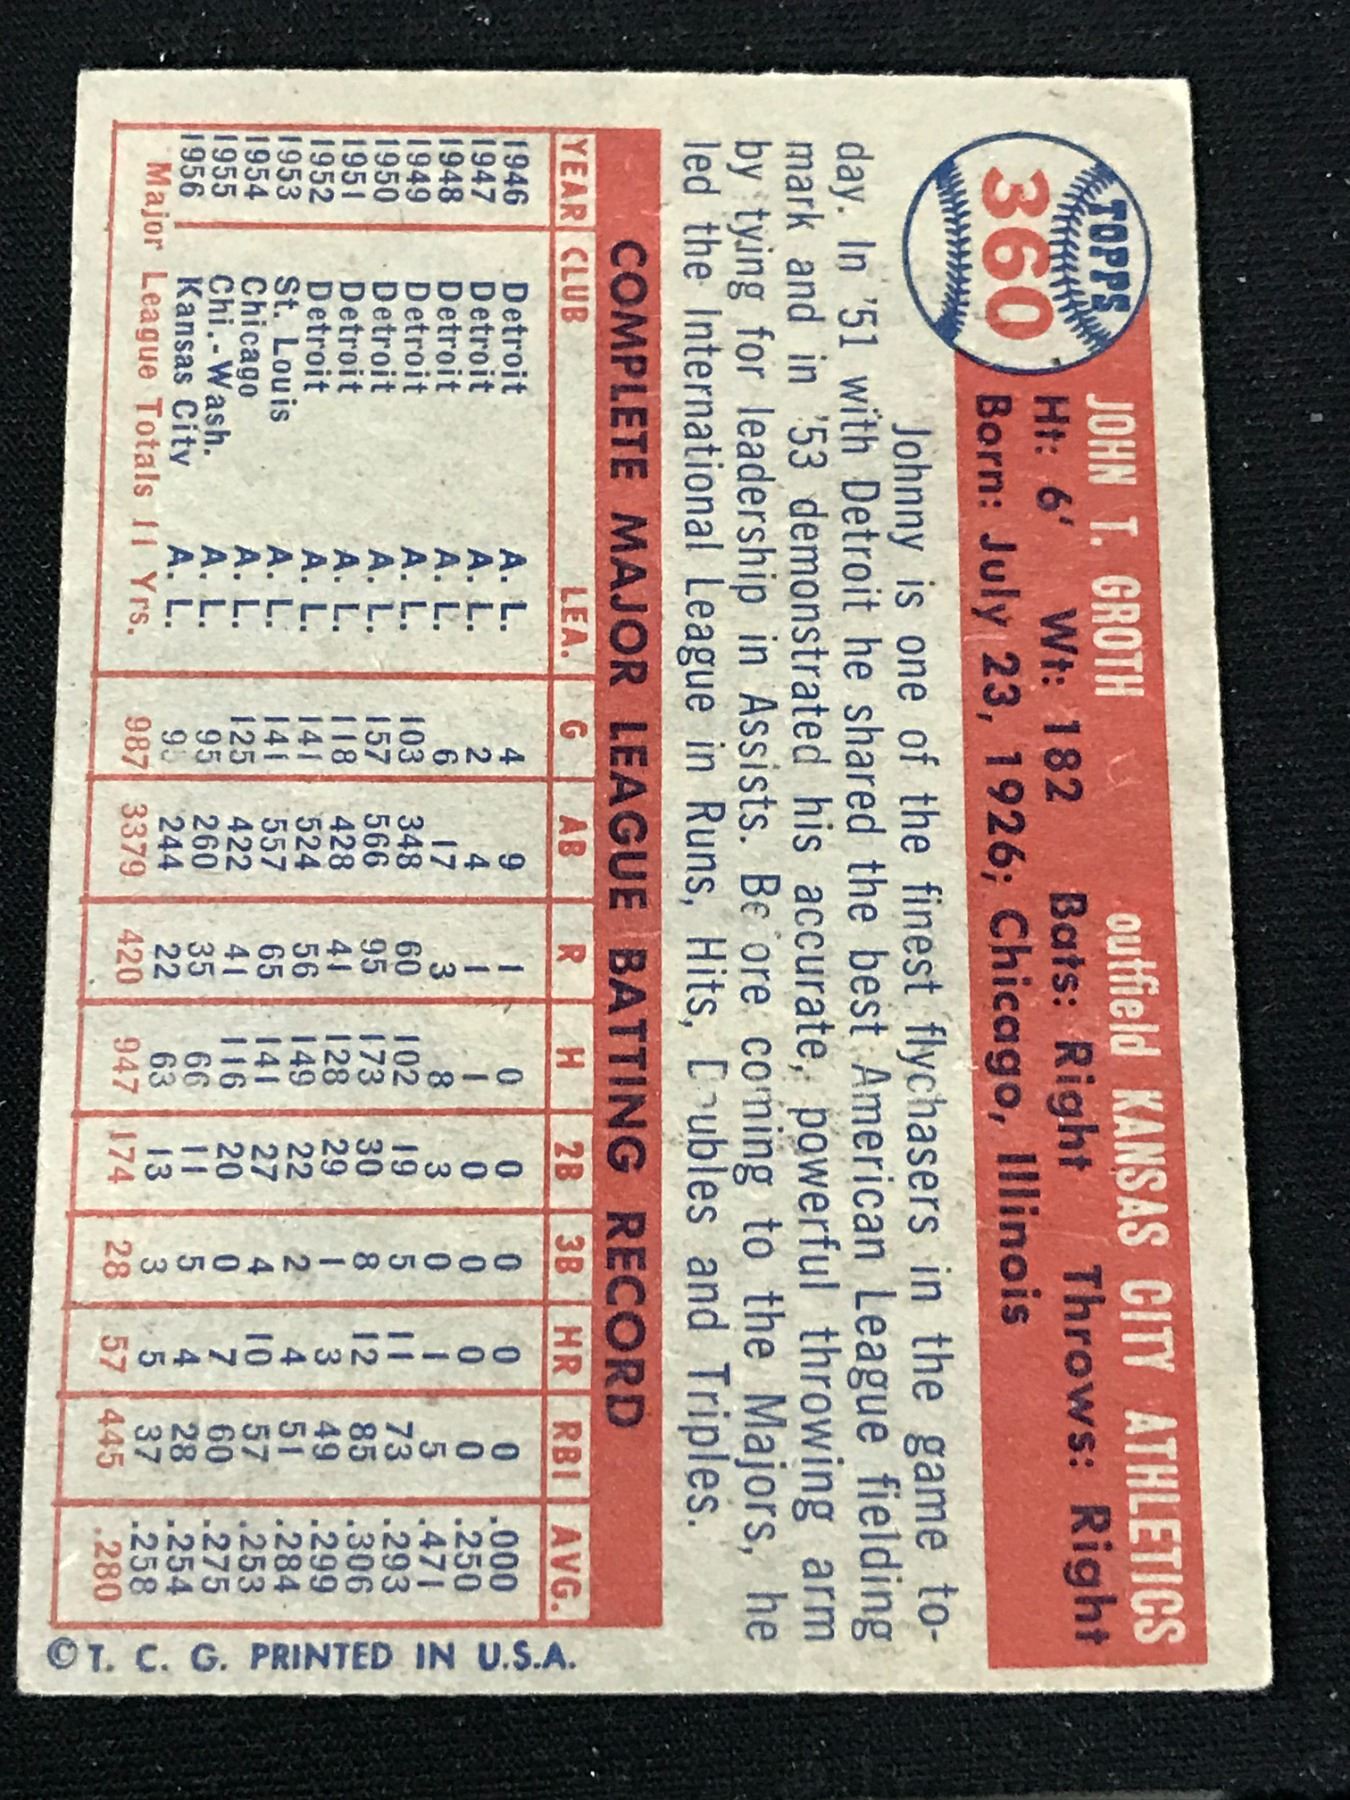 TOPPS
360
JOHN T. GROTH outfield KANSAS CITY ATHLETICS
Ht: 6' Wt: 182 Bats: Right Throws: Right
Born: July 23, 1926; Chicago, Illinois
Johnny is one of the finest flychasers in the game to-
day. In '51 with Detroit he shared the best American League fielding
mark and in '53 demonstrated his accurate, powerful throwing arm
by tying for leadership in Assists. Before coming to the Majors, he
led the International League in Runs, Hits, Doubles and Triples.
COMPLETE MAJOR LEAGUE BATTING RECORD
YEAR CLUB LEA. G AB R H 2B 3B HR RBI AVG.
1946 Detroit A. L. 4 9 1 0 0 0 0 0 .000
1947 Detroit A. L. 2 4 1 1 0 0 0 0 .250
1948 Detroit A. L. 6 17 3 8 3 0 1 5 .471
1949 Detroit A. L. 103 348 60 102 19 5 11 73 .293
1950 Detroit A. L. 157 566 95 173 30 8 12 85 .306
1951 Detroit A. L. 118 428 41 128 29 1 3 49 .299
1952 Detroit A. L. 141 524 56 149 22 2 4 51 .284
1953 St. Louis A. L. 141 557 65 141 27 4 10 57 .253
1954 Chicago A. L. 125 422 41 116 20 0 7 60 .275
1955 Chi.-Wash. A. L. 95 260 35 66 11 5 4 28 .254
1956 Kansas City A. L. 244 22 63 13 3 5 37 .258
Major League Totals 11 Yrs. 987 3379 420 947 174 28 57 445 .280
© T. C. G. PRINTED IN U.S.A.